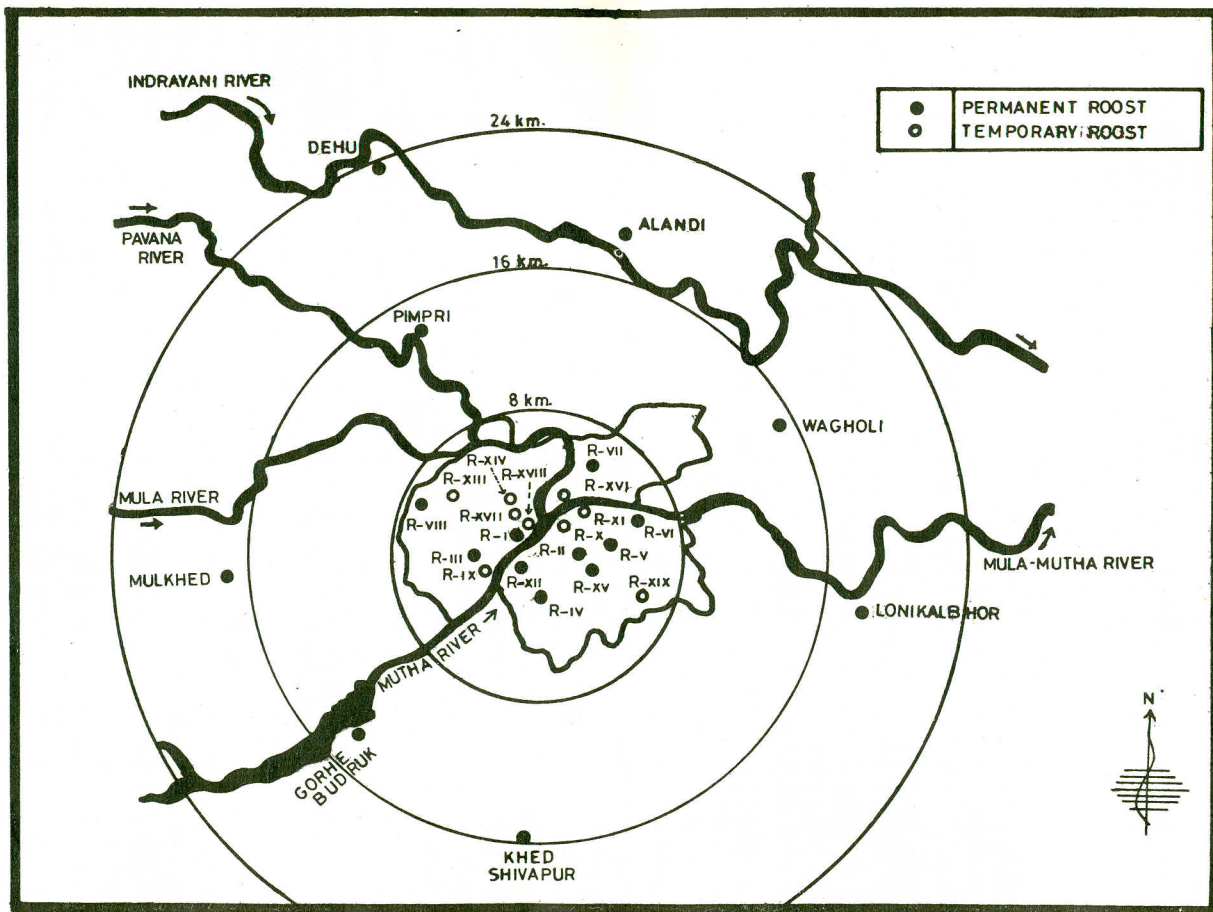 INDRAYANI RIVER
PERMANENT ROOST
TEMPORARY ROOST
24 km.
DEHU
ALANDI
PAVANA
RIVER
16 km.
PIMPRI
8 km.
WAGHOLI
R-VII
R-XIV
R-XVIII
R-XIII
R-XVI
MULA RIVER
R-VIII
R-XVII
R-XI
R-VI
R-I
R-X
R-II
R-V
R-III
R-IX
R-XII
R-XV
R-XIX
R-IV
MULA-MUTHA RIVER
MULKHED
LONIKALBHOR
MUTHA RIVER
GORHE
BUDRUK
KHED
SHIVAPUR
N